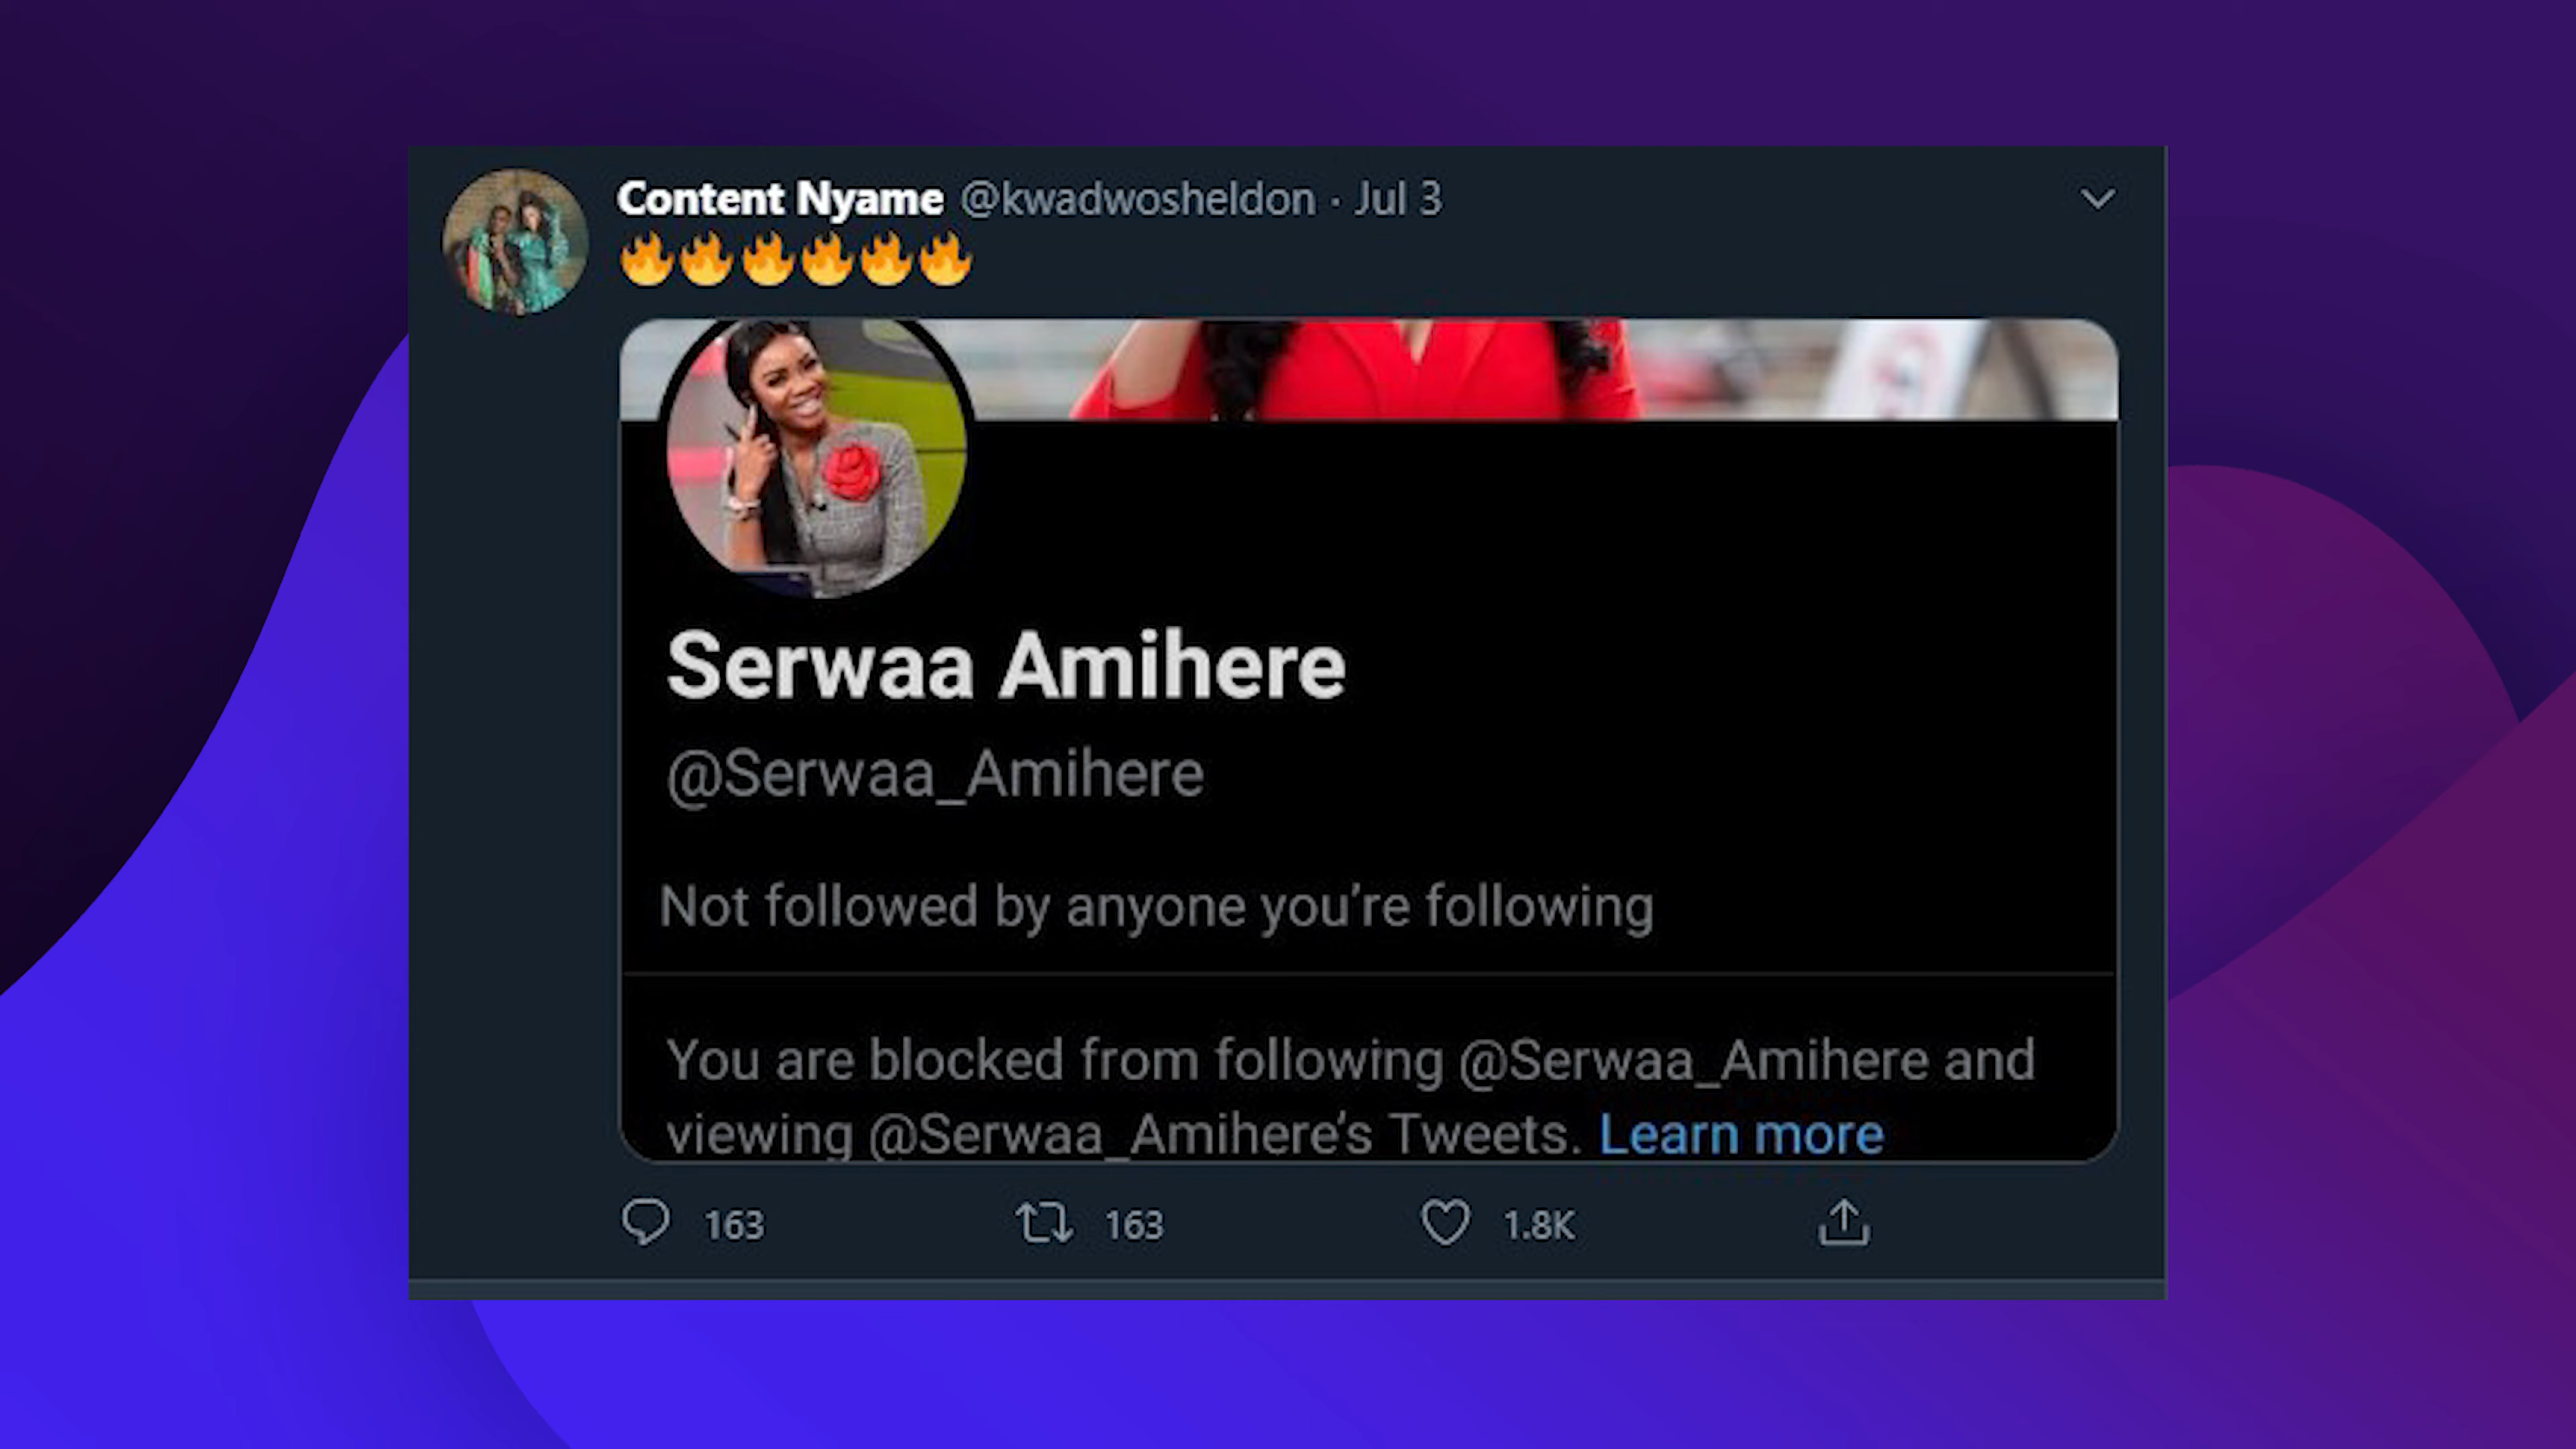 Content Nyame @kwadwosheldon · Jul 3
🔥🔥🔥🔥🔥🔥
Serwaa Amihere
@Serwaa_Amihere
Not followed by anyone you're following
You are blocked from following @Serwaa_Amihere and
viewing @Serwaa_Amihere's Tweets. Learn more
163 163 1.8K